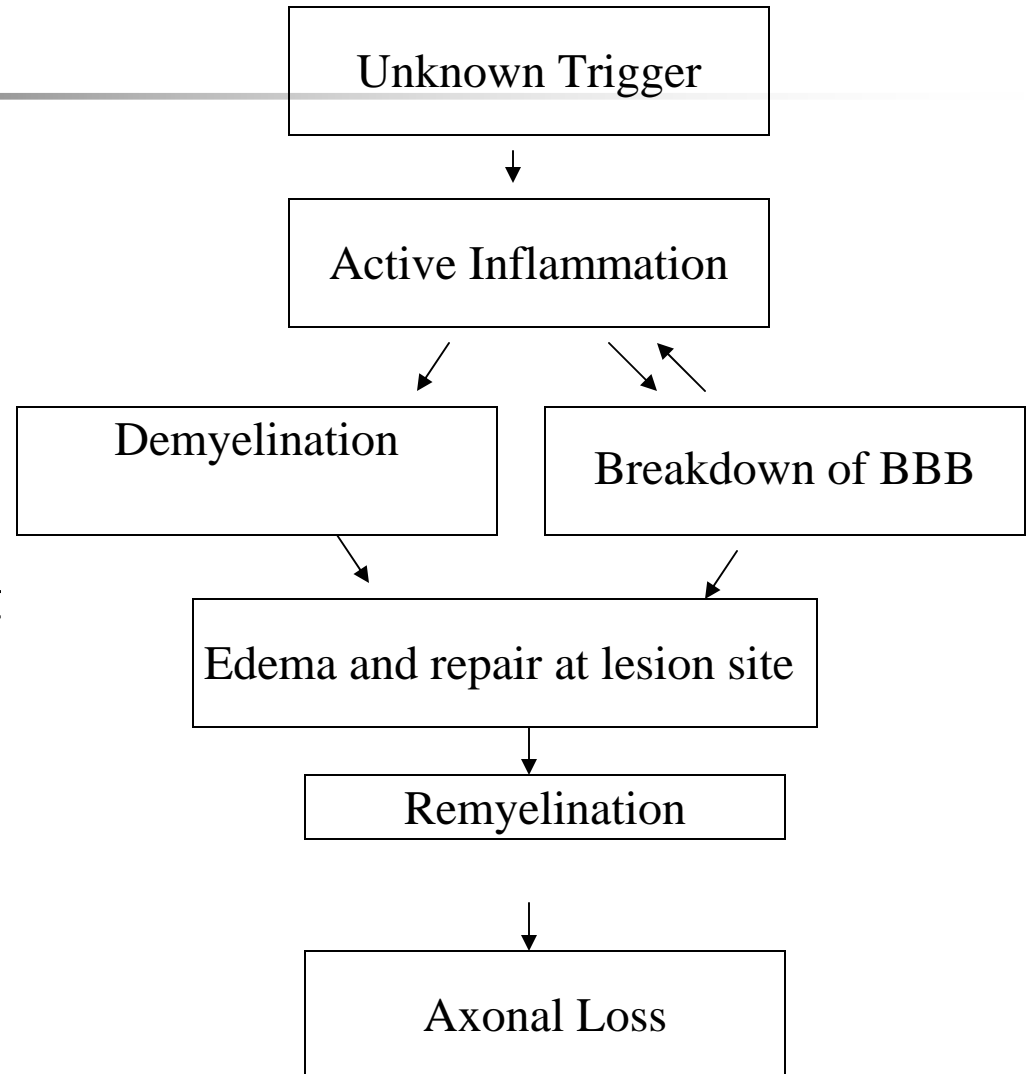 Unknown Trigger
Active Inflammation
Demyelination
Breakdown of BBB
Edema and repair at lesion site
Remyelination
Axonal Loss